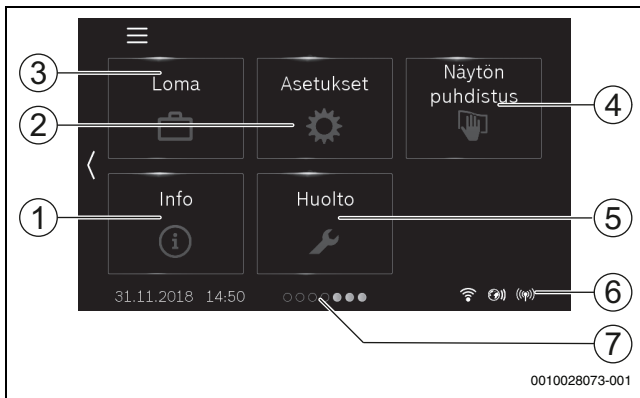 3
Loma
Asetukset
Näytön
puhdistus
4
2
1
Info
Huolto
5
31.11.2018 14:50
6
7
0010028073-001